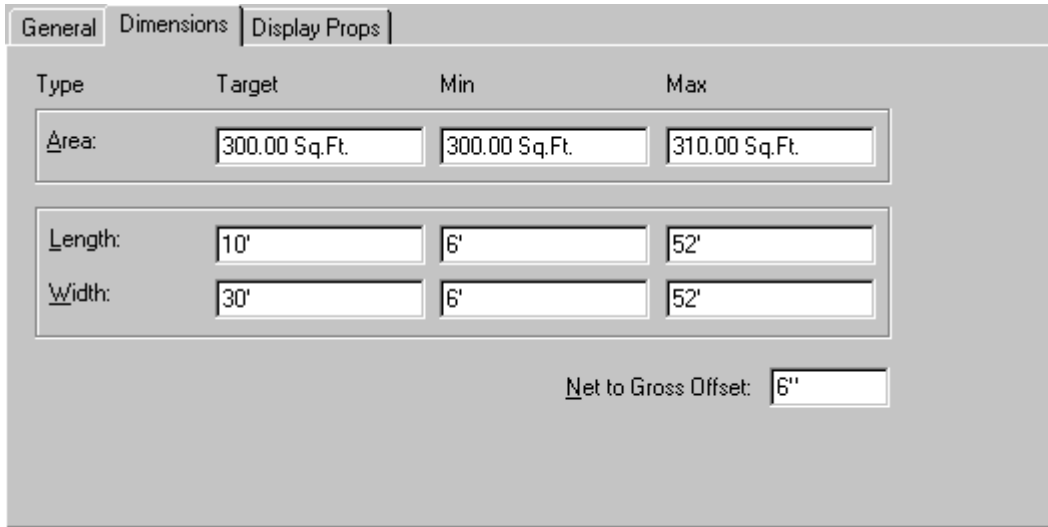 General Dimensions Display Props
Type Target Min Max
Area: 300.00 Sq.Ft. 300.00 Sq.Ft. 310.00 Sq.Ft.
Length: 10' 6' 52'
Width: 30' 6' 52'
Net to Gross Offset: 6"